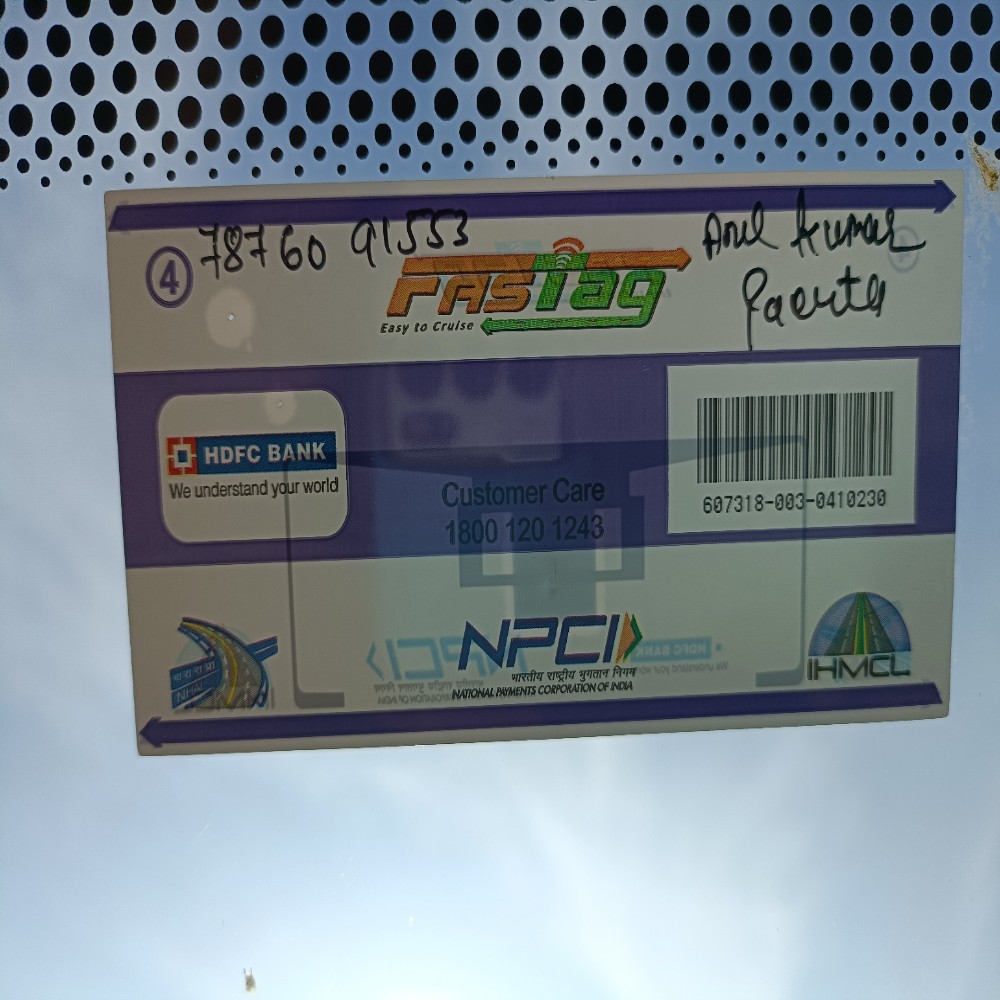 78760 91553
Anil Kumar
④
FASTag
Easy to Cruise
HDFC BANK
We understand your world
Customer Care
1800 120 1243
607318-003-0410230
NHAI
NPCI
भारतीय राष्ट्रीय भुगतान निगम
NATIONAL PAYMENTS CORPORATION OF INDIA
IHMCL